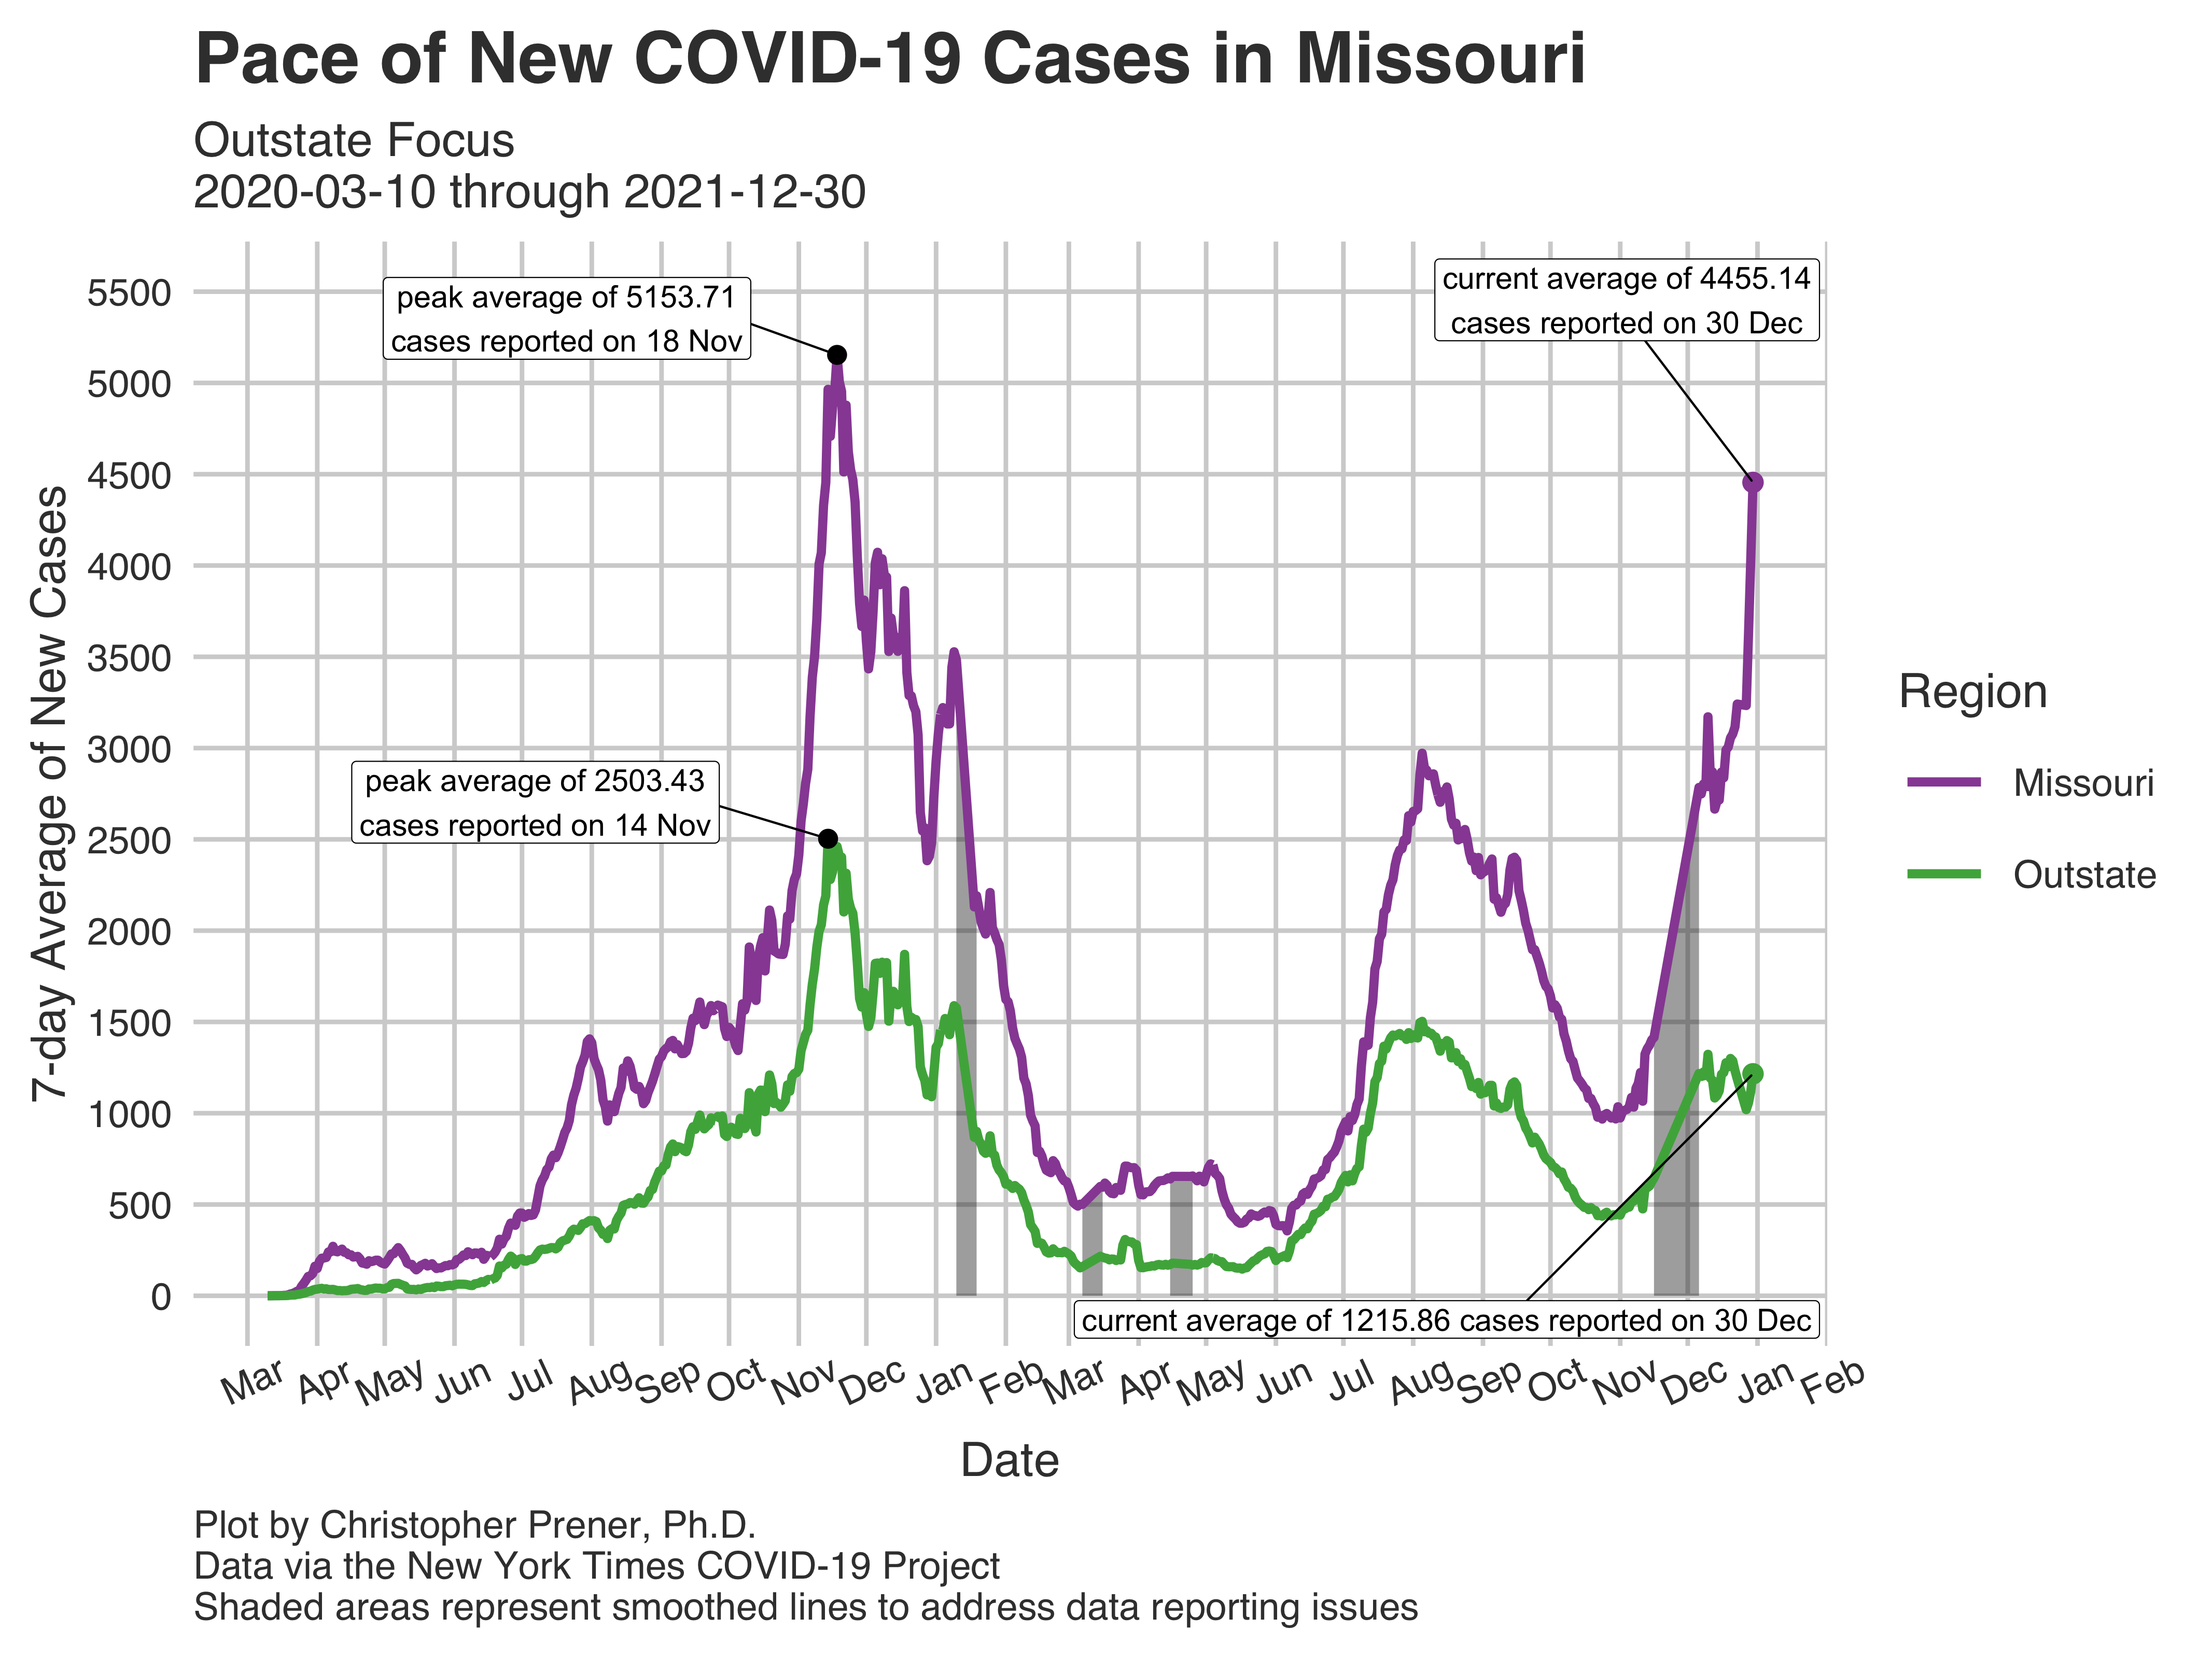 Pace of New COVID-19 Cases in Missouri
Outstate Focus
2020-03-10 through 2021-12-30
7-day Average of New Cases
5500
5000
4500
4000
3500
3000
2500
2000
1500
1000
500
0
peak average of 5153.71
cases reported on 18 Nov
current average of 4455.14
cases reported on 30 Dec
peak average of 2503.43
cases reported on 14 Nov
current average of 1215.86 cases reported on 30 Dec
Mar Apr May Jun Jul Aug Sep Oct Nov Dec Jan Feb Mar Apr May Jun Jul Aug Sep Oct Nov Dec Jan Feb
Date
Region
Missouri
Outstate
Plot by Christopher Prener, Ph.D.
Data via the New York Times COVID-19 Project
Shaded areas represent smoothed lines to address data reporting issues